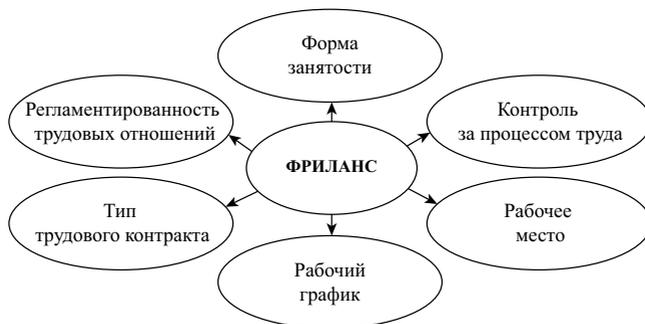 Форма
занятости
Регламентированность
трудовых отношений
Контроль
за процессом труда
ФРИЛАНС
Тип
трудового контракта
Рабочее
место
Рабочий
график